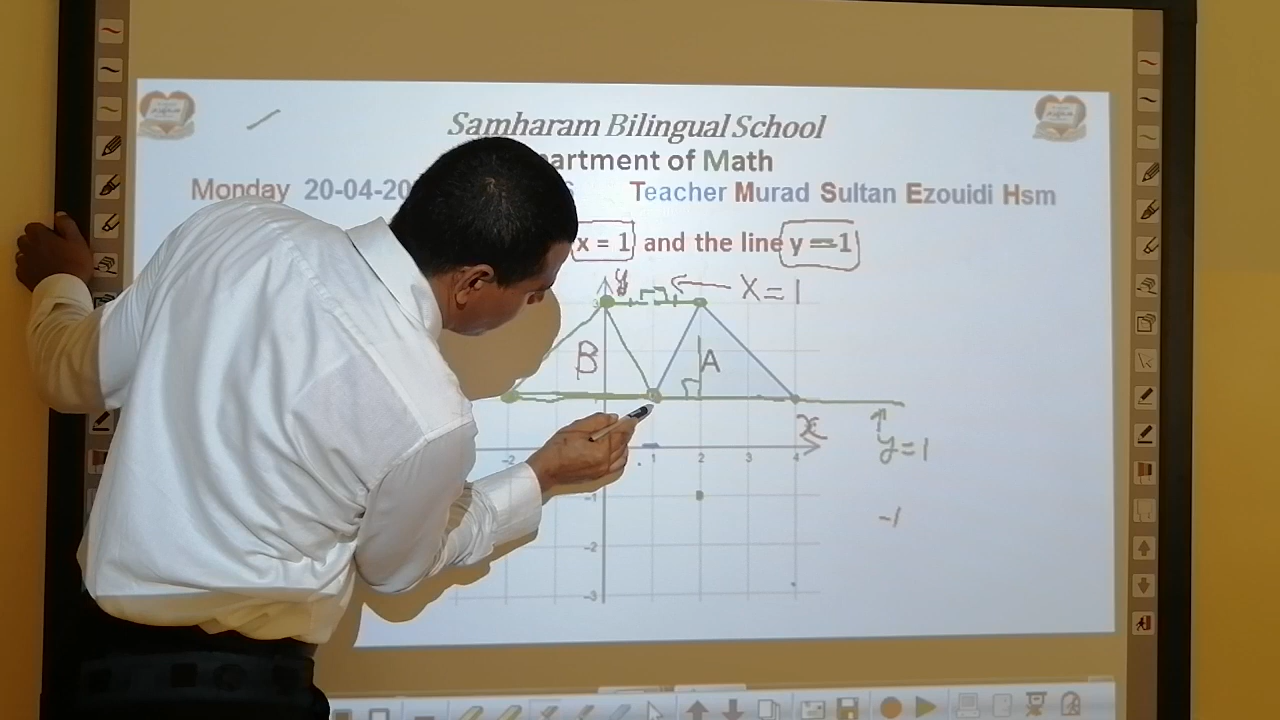 Samharam Bilingual School
of Math
Monday 20-04-20 Teacher Murad Sultan Ezouidi Hsm
x = 1 and the line y = 1
y
X = 1
3
B A
x
y = 1
-2 1 2 3 4
-1
-1
-2
-3